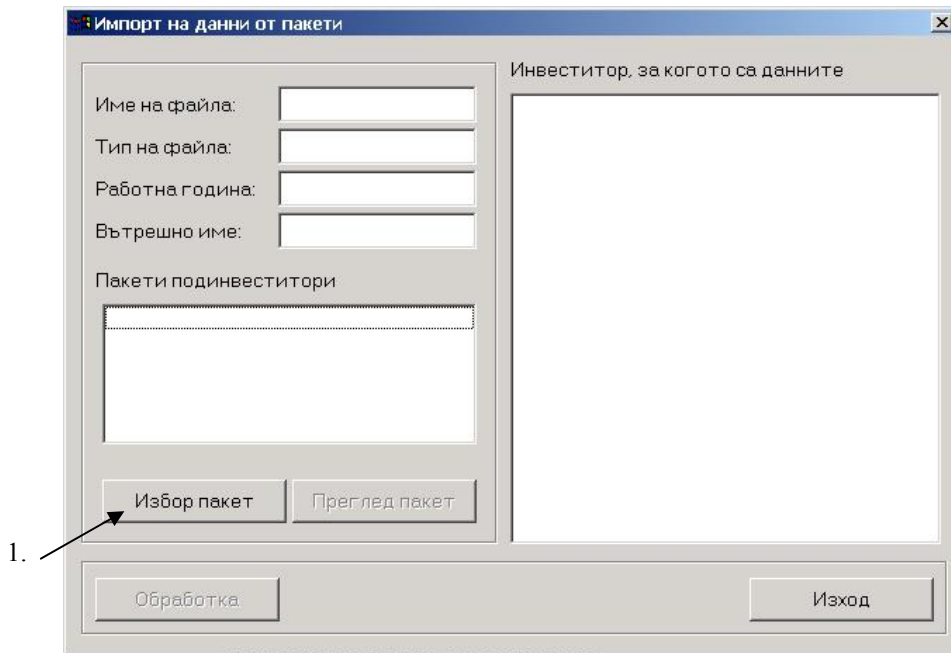 Импорт на данни от пакети
Инвеститор, за когото са данните
Име на файла:
Тип на файла:
Работна година:
Вътрешно име:
Пакети подинвеститори
Избор пакет
Преглед пакет
1.
Обработка
Изход